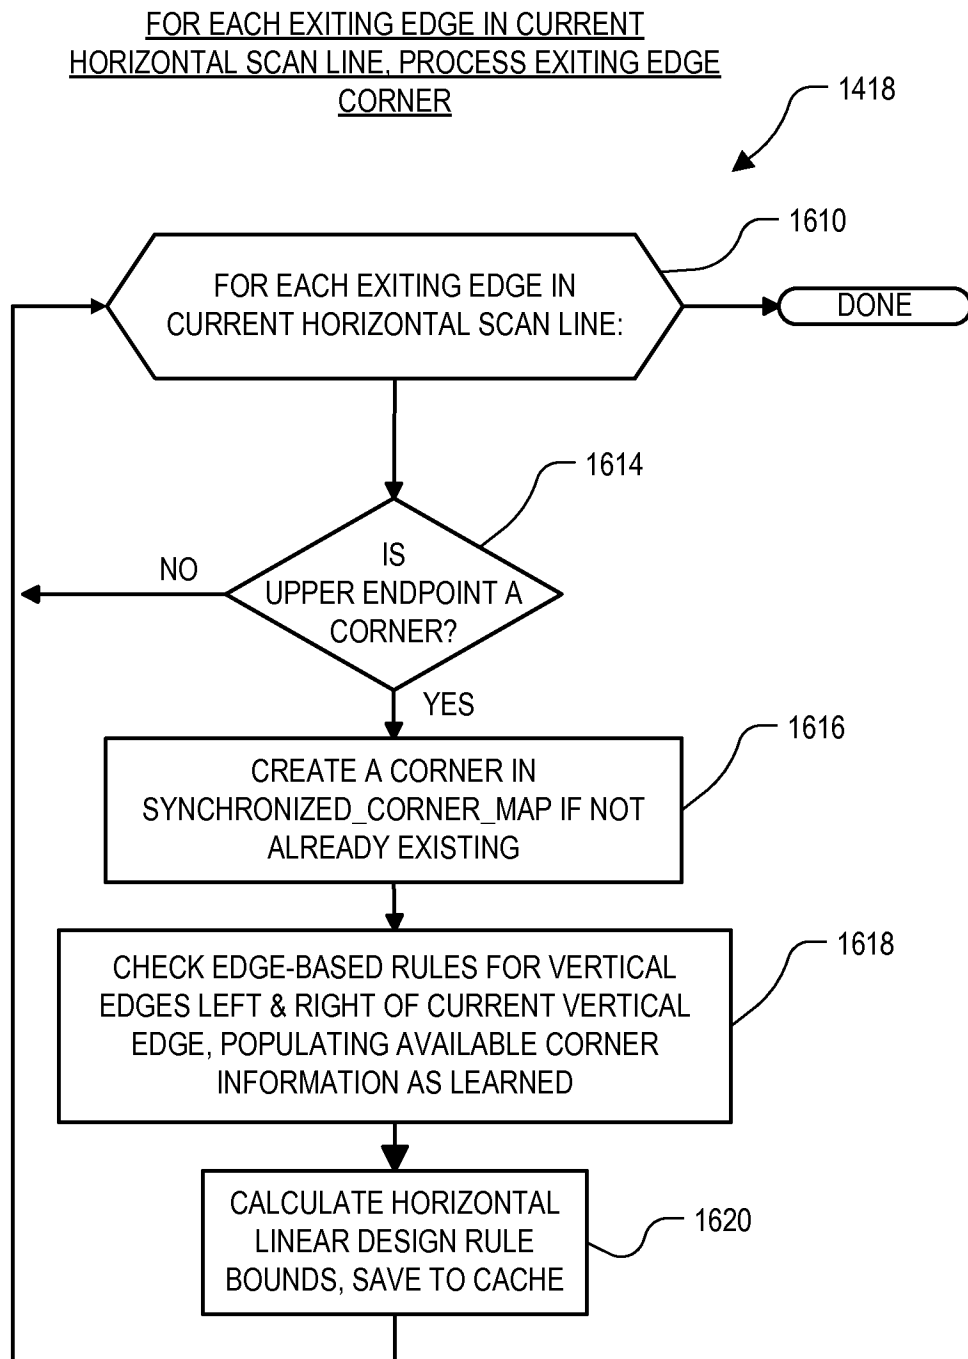 FOR EACH EXITING EDGE IN CURRENT
HORIZONTAL SCAN LINE, PROCESS EXITING EDGE
CORNER
1418
1610
FOR EACH EXITING EDGE IN
CURRENT HORIZONTAL SCAN LINE:
DONE
1614
IS
UPPER ENDPOINT A
CORNER?
NO
YES
1616
CREATE A CORNER IN
SYNCHRONIZED_CORNER_MAP IF NOT
ALREADY EXISTING
1618
CHECK EDGE-BASED RULES FOR VERTICAL
EDGES LEFT & RIGHT OF CURRENT VERTICAL
EDGE, POPULATING AVAILABLE CORNER
INFORMATION AS LEARNED
CALCULATE HORIZONTAL
LINEAR DESIGN RULE
BOUNDS, SAVE TO CACHE
1620